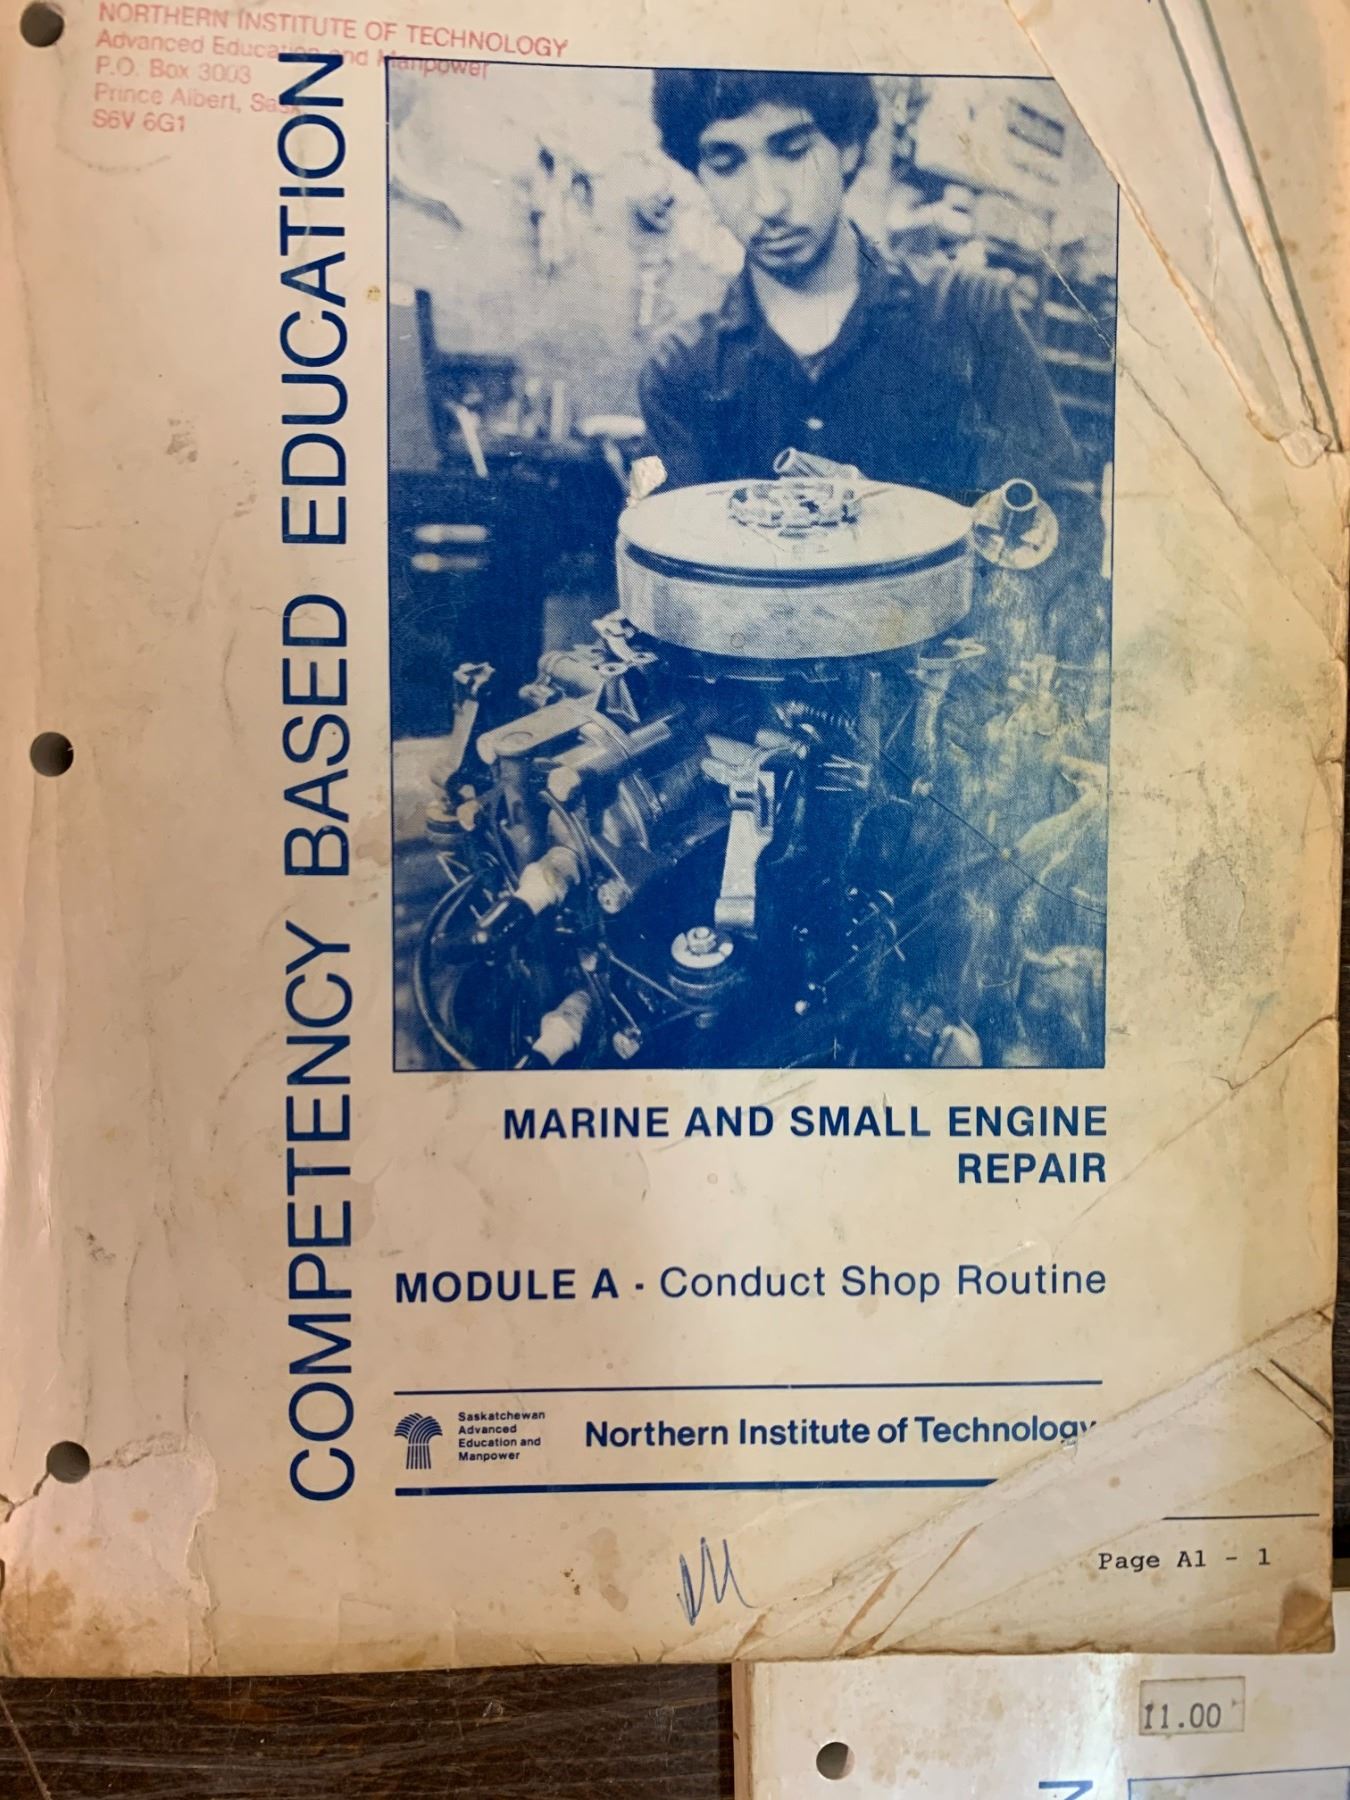 NORTHERN INSTITUTE OF TECHNOLOGY
Advanced Education and Manpower
P.O. Box 3003
Prince Albert, Sask
S6V 6G1
COMPETENCY BASED EDUCATION
MARINE AND SMALL ENGINE
REPAIR
MODULE A - Conduct Shop Routine
Saskatchewan
Advanced
Education and
Manpower
Northern Institute of Technology
Page A1 - 1
11.00
N